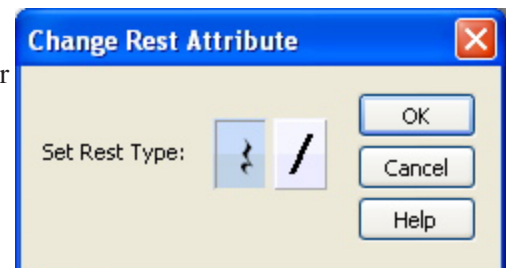 Change Rest Attribute
r
OK
Set Rest Type:
Cancel
Help